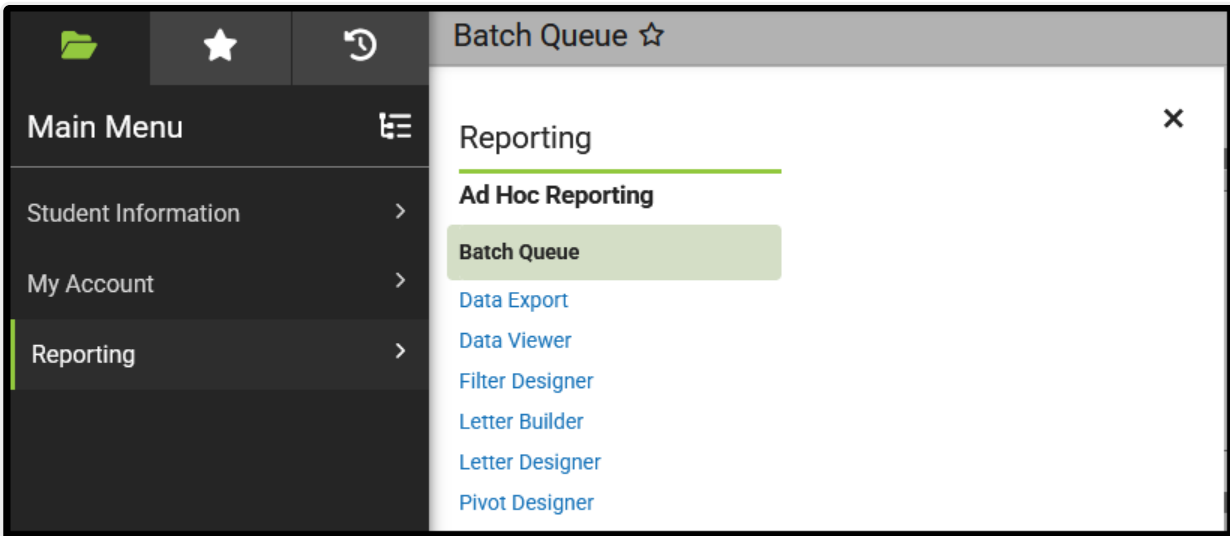 Batch Queue
Main Menu
Student Information
My Account
Reporting
Reporting
Ad Hoc Reporting
Batch Queue
Data Export
Data Viewer
Filter Designer
Letter Builder
Letter Designer
Pivot Designer